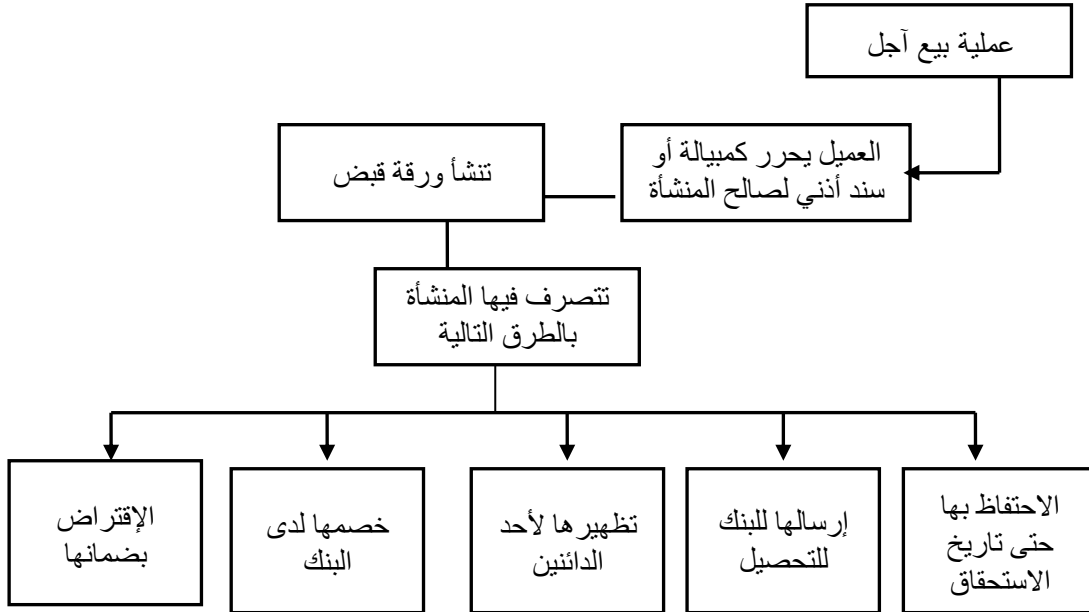 عملية بيع آجل
العميل يحرر كمبيالة أو
سند أذني لصالح المنشأة
تنشأ ورقة قبض
تتصرف فيها المنشأة
بالطرق التالية
الاحتفاظ بها
حتى تاريخ
الاستحقاق
إرسالها للبنك
للتحصيل
تظهيرها لأحد
الدائنين
خصمها لدى
البنك
الإقتراض
بضمانها